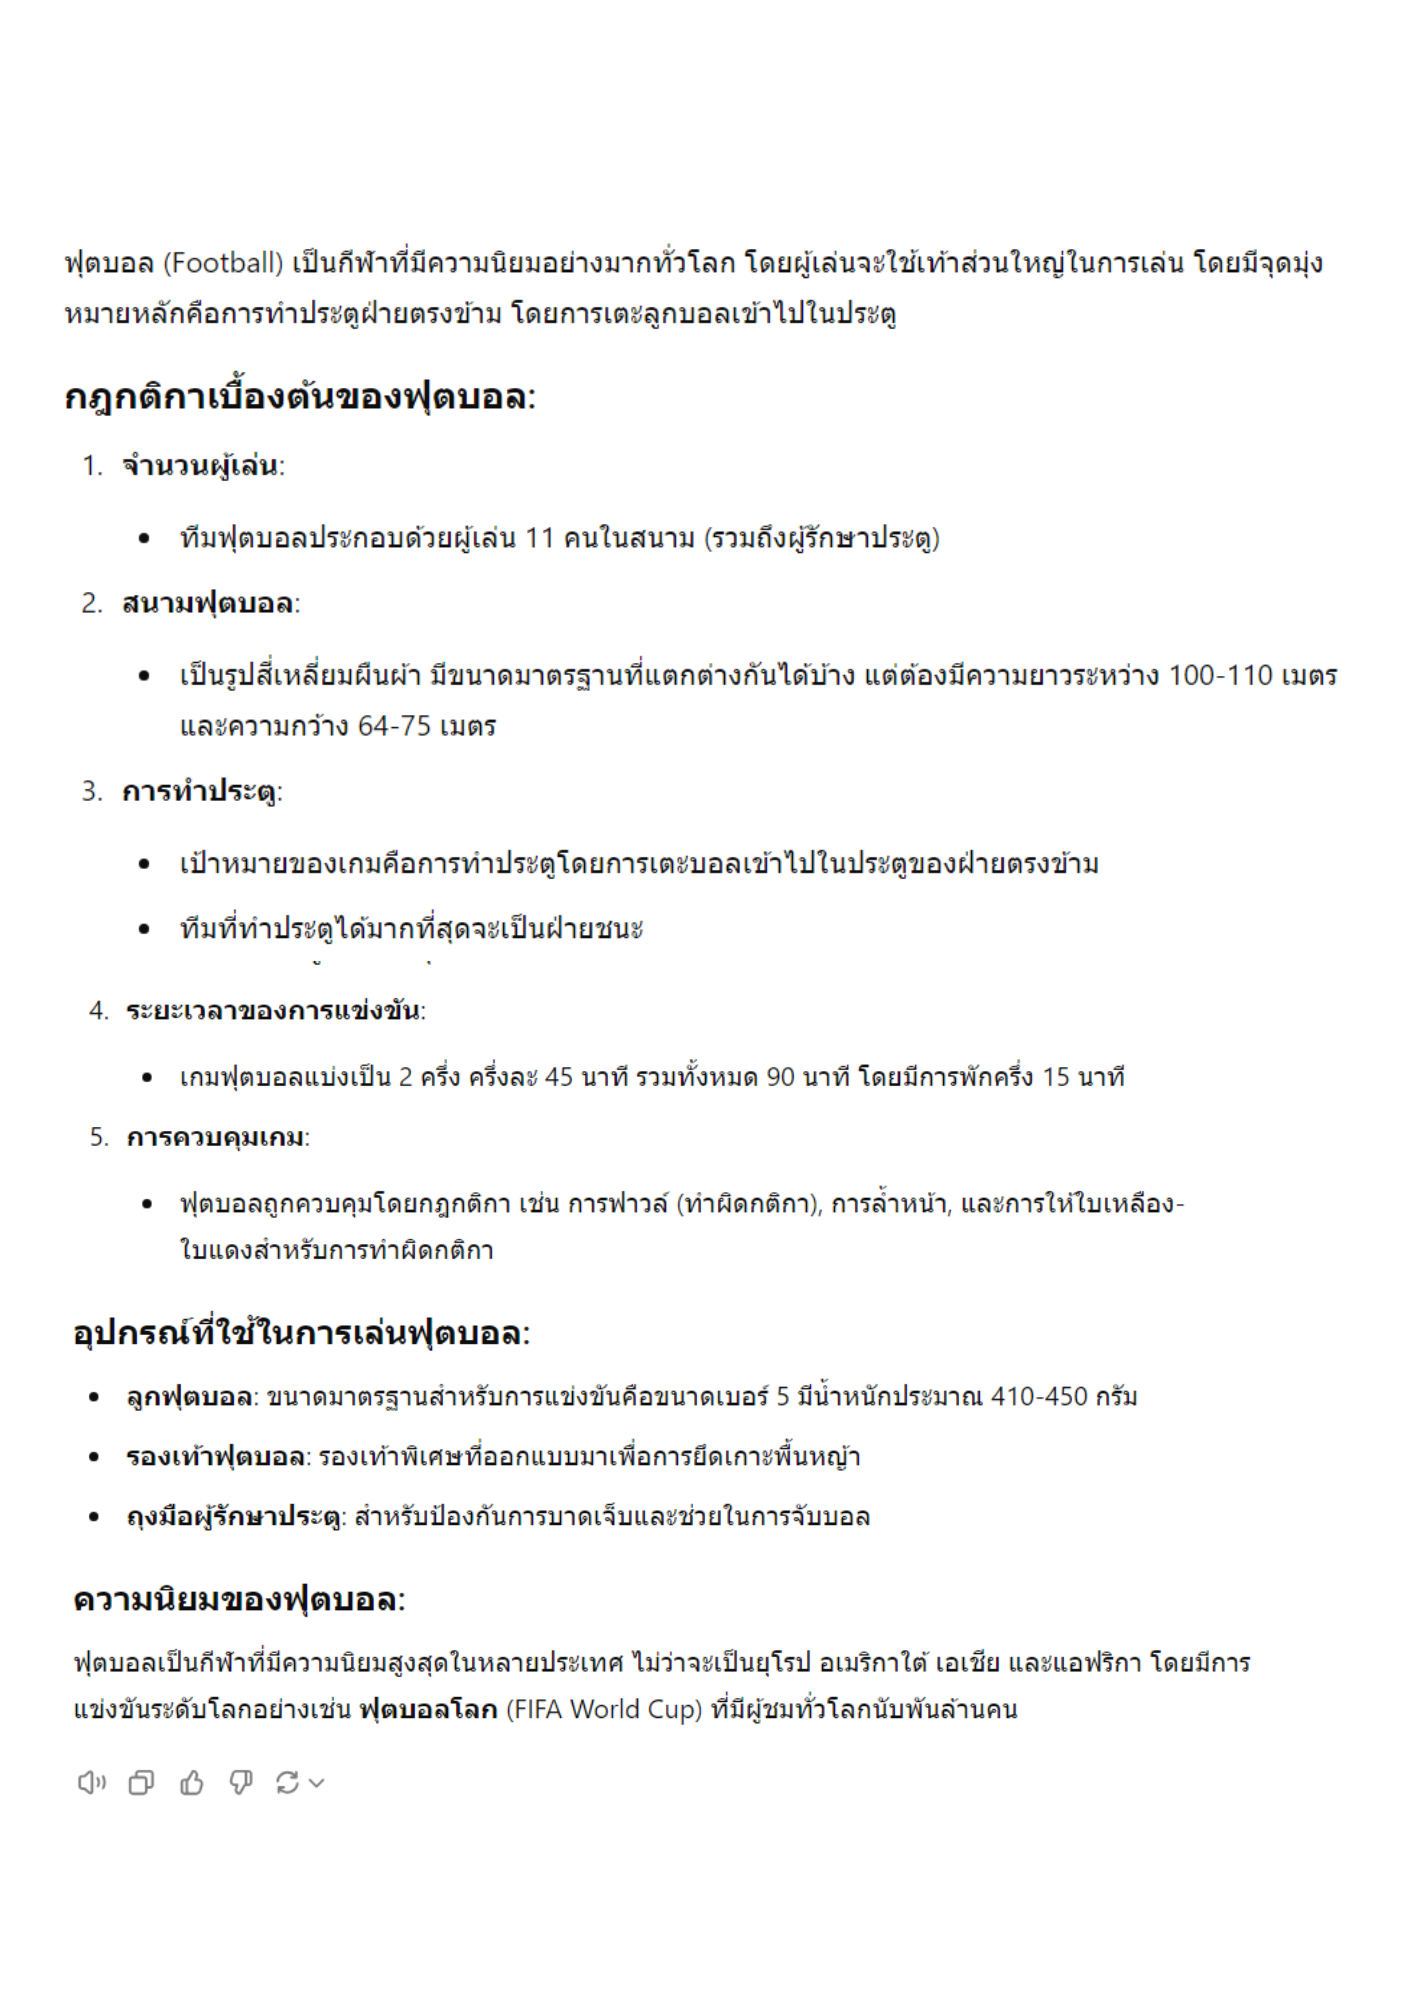 ฟุตบอล (Football) เป็นกีฬาที่มีความนิยมอย่างมากทั่วโลก โดยผู้เล่นจะใช้เท้าส่วนใหญ่ในการเล่น โดยมีจุดมุ่ง
หมายหลักคือการทำประตูฝ่ายตรงข้าม โดยการเตะลูกบอลเข้าไปในประตู
กฎกติกาเบื้องต้นของฟุตบอล:
1. จำนวนผู้เล่น:
• ทีมฟุตบอลประกอบด้วยผู้เล่น 11 คนในสนาม (รวมถึงผู้รักษาประตู)
2. สนามฟุตบอล:
• เป็นรูปสี่เหลี่ยมผืนผ้า มีขนาดมาตรฐานที่แตกต่างกันได้บ้าง แต่ต้องมีความยาวระหว่าง 100-110 เมตร
และความกว้าง 64-75 เมตร
3. การทำประตู:
• เป้าหมายของเกมคือการทำประตูโดยการเตะบอลเข้าไปในประตูของฝ่ายตรงข้าม
• ทีมที่ทำประตูได้มากที่สุดจะเป็นฝ่ายชนะ
4. ระยะเวลาของการแข่งขัน:
• เกมฟุตบอลแบ่งเป็น 2 ครึ่ง ครึ่งละ 45 นาที รวมทั้งหมด 90 นาที โดยมีการพักครึ่ง 15 นาที
5. การควบคุมเกม:
• ฟุตบอลถูกควบคุมโดยกฎกติกา เช่น การฟาวล์ (ทำผิดกติกา), การล้ำหน้า, และการให้ใบเหลือง-
ใบแดงสำหรับการทำผิดกติกา
อุปกรณ์ที่ใช้ในการเล่นฟุตบอล:
• ลูกฟุตบอล: ขนาดมาตรฐานสำหรับการแข่งขันคือขนาดเบอร์ 5 มีน้ำหนักประมาณ 410-450 กรัม
• รองเท้าฟุตบอล: รองเท้าพิเศษที่ออกแบบมาเพื่อการยึดเกาะพื้นหญ้า
• ถุงมือผู้รักษาประตู: สำหรับป้องกันการบาดเจ็บและช่วยในการจับบอล
ความนิยมของฟุตบอล:
ฟุตบอลเป็นกีฬาที่มีความนิยมสูงสุดในหลายประเทศ ไม่ว่าจะเป็นยุโรป อเมริกาใต้ เอเชีย และแอฟริกา โดยมีการ
แข่งขันระดับโลกอย่างเช่น ฟุตบอลโลก (FIFA World Cup) ที่มีผู้ชมทั่วโลกนับพันล้านคน